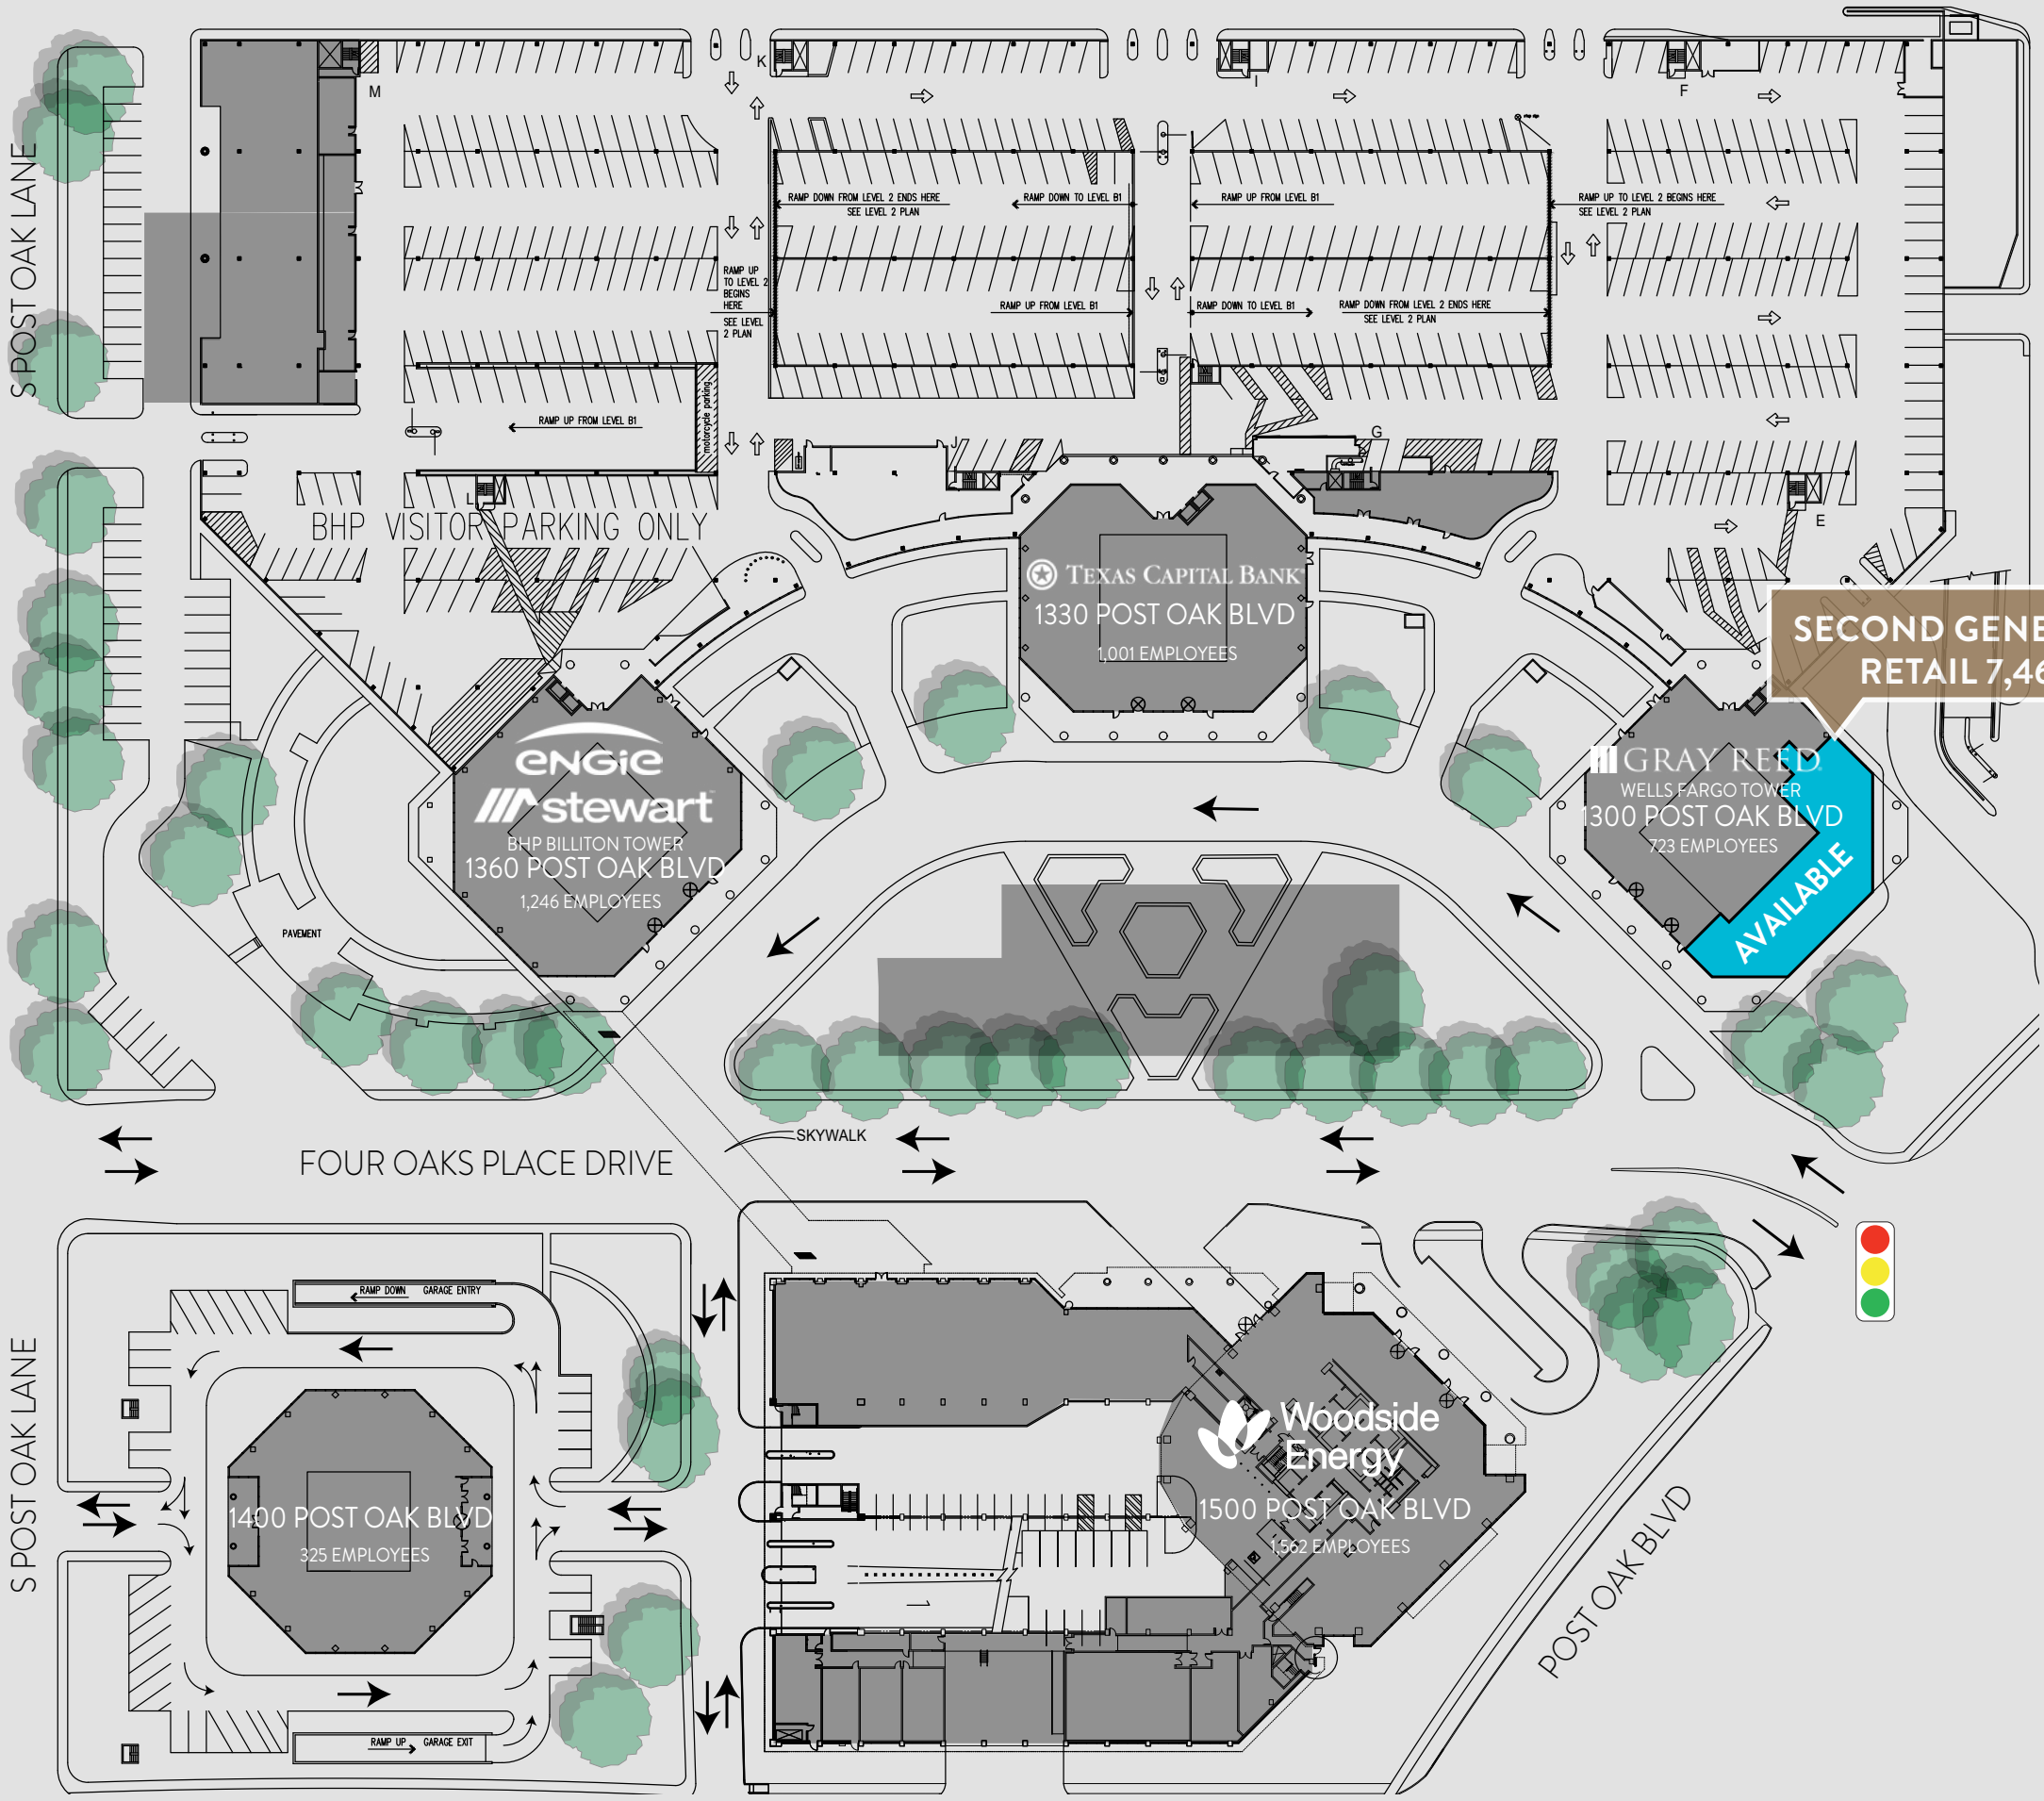 K
M
I
F
S POST OAK LANE
RAMP DOWN FROM LEVEL 2 ENDS HERE
SEE LEVEL 2 PLAN
RAMP DOWN TO LEVEL B1
RAMP UP FROM LEVEL B1
RAMP UP TO LEVEL 2 BEGINS HERE
SEE LEVEL 2 PLAN
RAMP UP
TO LEVEL 2
BEGINS
HERE
SEE LEVEL
2 PLAN
RAMP UP FROM LEVEL B1
RAMP DOWN TO LEVEL B1
RAMP DOWN FROM LEVEL 2 ENDS HERE
SEE LEVEL 2 PLAN
RAMP UP FROM LEVEL B1
motorcycle parking
J
G
L
E
BHP VISITOR PARKING ONLY
TEXAS CAPITAL BANK
1330 POST OAK BLVD
1,001 EMPLOYEES
SECOND GENE
RETAIL 7,46
ENGIE
stewart
BHP BILLITON TOWER
1360 POST OAK BLVD
1,246 EMPLOYEES
GRAY REED
WELLS FARGO TOWER
1300 POST OAK BLVD
723 EMPLOYEES
AVAILABLE
PAVEMENT
SKYWALK
FOUR OAKS PLACE DRIVE
RAMP DOWN
GARAGE ENTRY
S POST OAK LANE
1400 POST OAK BLVD
325 EMPLOYEES
Woodside
Energy
1500 POST OAK BLVD
1,562 EMPLOYEES
POST OAK BLVD
RAMP UP
GARAGE EXIT